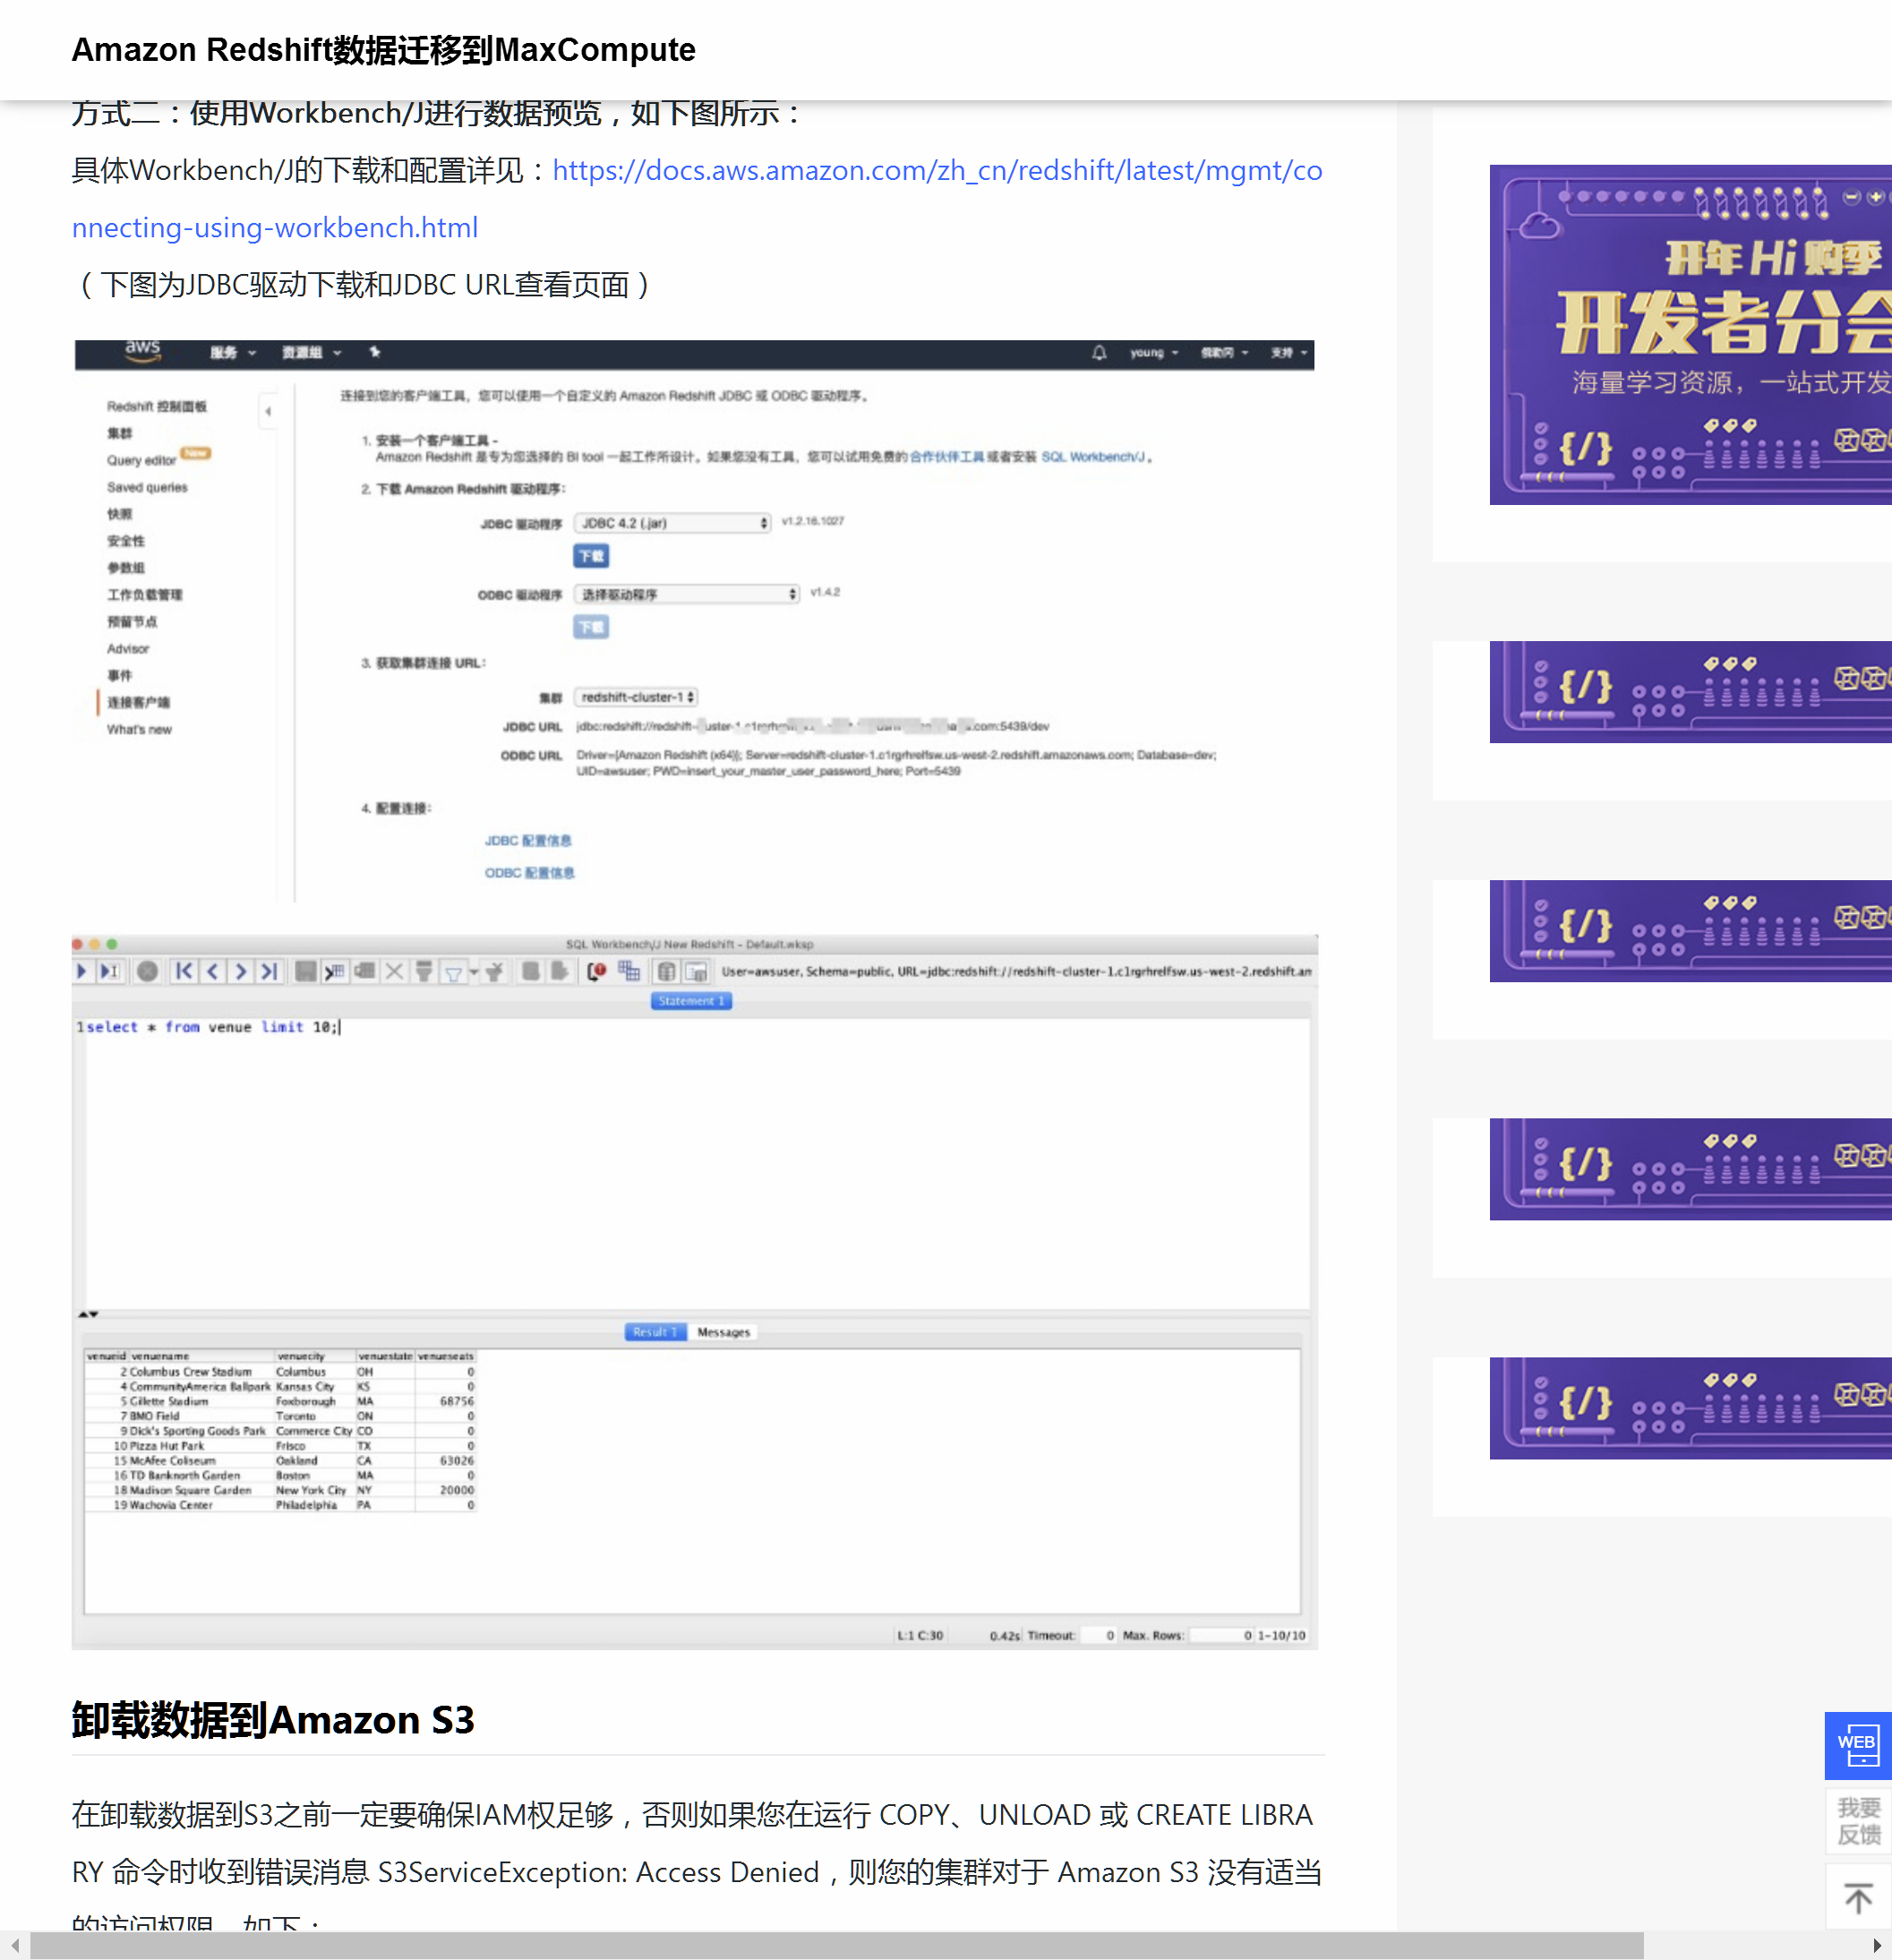 Amazon Redshift数据迁移到MaxCompute
方式二：使用Workbench/J进行数据预览，如下图所示：
具体Workbench/J的下载和配置详见：https://docs.aws.amazon.com/zh_cn/redshift/latest/mgmt/co
nnecting-using-workbench.html
（下图为JDBC驱动下载和JDBC URL查看页面）
aws 服务 资源组 young 俄勒冈 支持
Redshift 控制面板
集群
Query editor New
Saved queries
快照
安全性
参数组
工作负载管理
预留节点
Advisor
事件
连接客户端
What's new
连接到您的客户端工具，您可以使用一个自定义的 Amazon Redshift JDBC 或 ODBC 驱动程序。
1. 安装一个客户端工具 -
Amazon Redshift 是专为您选择的 BI tool 一起工作所设计。如果您没有工具，您可以试用免费的合作伙伴工具或者安装 SQL Workbench/J。
2. 下载 Amazon Redshift 驱动程序：
JDBC 驱动程序 JDBC 4.2 (.jar) v1.2.16.1027
下载
ODBC 驱动程序 选择驱动程序 v1.4.2
下载
3. 获取集群连接 URL：
集群 redshift-cluster-1
JDBC URL jdbc:redshift://redshift- .com:5439/dev
ODBC URL Driver={Amazon Redshift (x64)}; Server=redshift-cluster-1.c1rgrhrelfsw.us-west-2.redshift.amazonaws.com; Database=dev;
UID=awsuser; PWD=insert_your_master_user_password_here; Port=5439
4. 配置连接：
JDBC 配置信息
ODBC 配置信息
SQL Workbench/J New Redshift - Default.wksp
User=awsuser, Schema=public, URL=jdbc:redshift://redshift-cluster-1.c1rgrhrelfsw.us-west-2.redshift.am
Statement 1
1select * from venue limit 10;
Result 1 Messages
venueid venuename venuecity venuestate venueseats
2 Columbus Crew Stadium Columbus OH 0
4 CommunityAmerica Ballpark Kansas City KS 0
5 Gillette Stadium Foxborough MA 68756
7 BMO Field Toronto ON 0
9 Dick's Sporting Goods Park Commerce City CO 0
10 Pizza Hut Park Frisco TX 0
15 McAfee Coliseum Oakland CA 63026
16 TD Banknorth Garden Boston MA 0
18 Madison Square Garden New York City NY 20000
19 Wachovia Center Philadelphia PA 0
L:1 C:30 0.42s Timeout: 0 Max. Rows: 0 1-10/10
卸载数据到Amazon S3
在卸载数据到S3之前一定要确保IAM权足够，否则如果您在运行 COPY、UNLOAD 或 CREATE LIBRA
RY 命令时收到错误消息 S3ServiceException: Access Denied，则您的集群对于 Amazon S3 没有适当
的访问权限。如下：
开年Hi购季
开发者分会
海量学习资源，一站式开发
{/}
{/}
{/}
{/}
{/}
WEB
我要
反馈